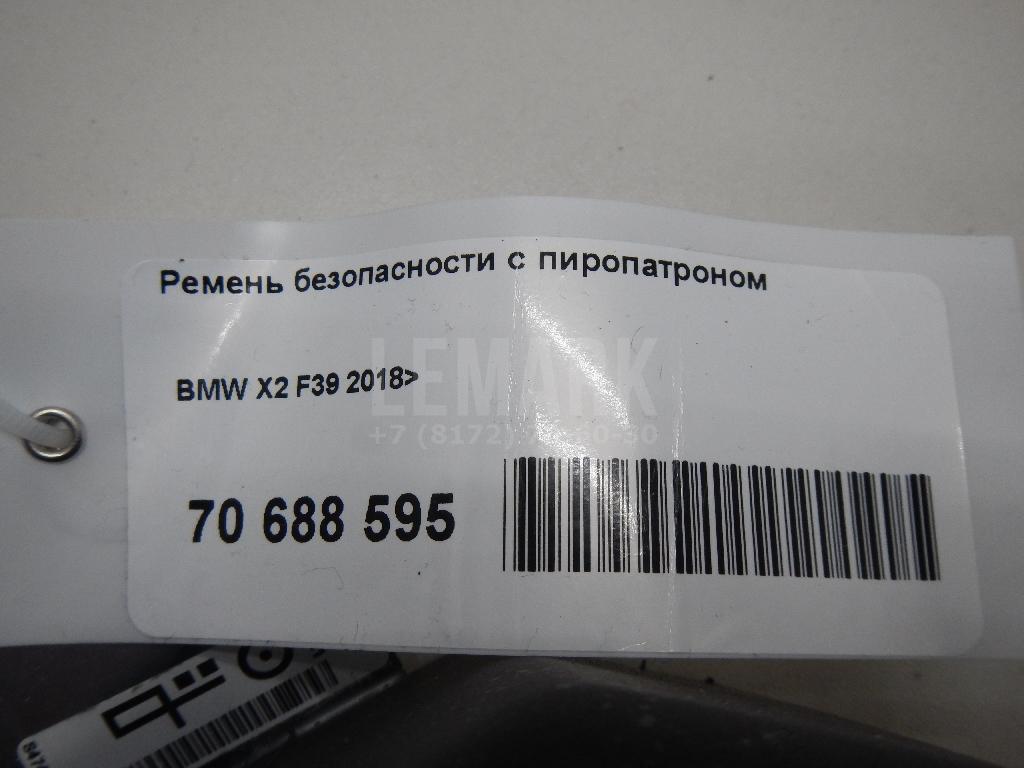 Ремень безопасности с пиропатроном
BMW X2 F39 2018>
LEMARK
70 688 595